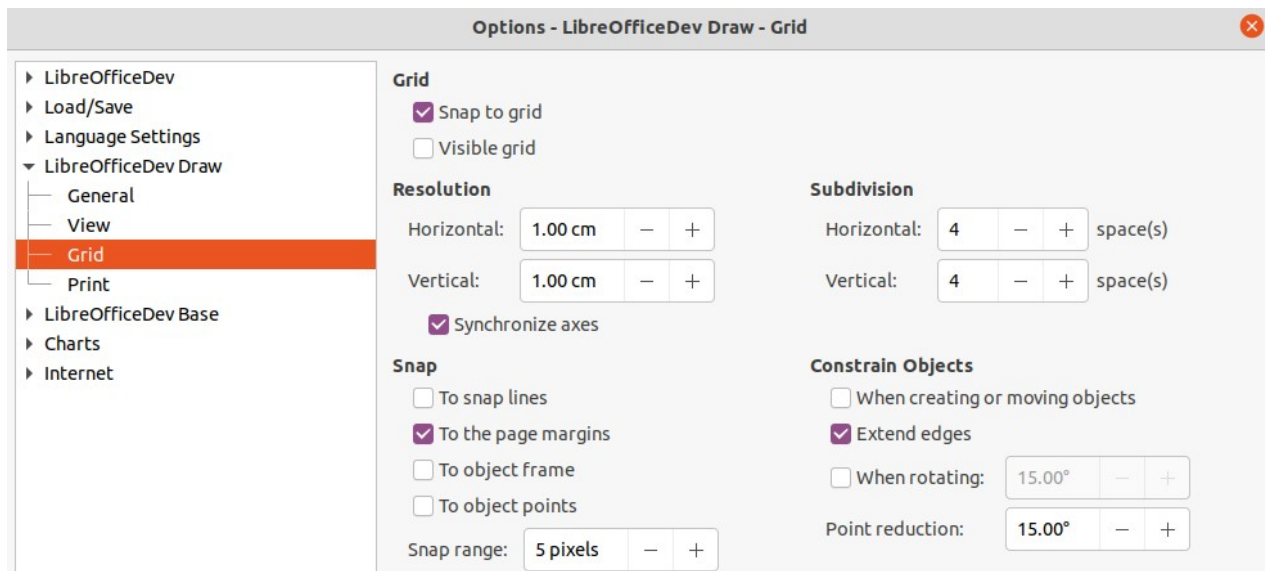 Options - LibreOfficeDev Draw - Grid
LibreOfficeDev
Load/Save
Language Settings
LibreOfficeDev Draw
General
View
Grid
Print
LibreOfficeDev Base
Charts
Internet
Grid
Snap to grid
Visible grid
Resolution
Horizontal: 1.00 cm − +
Vertical: 1.00 cm − +
Synchronize axes
Subdivision
Horizontal: 4 − + space(s)
Vertical: 4 − + space(s)
Snap
To snap lines
To the page margins
To object frame
To object points
Snap range: 5 pixels − +
Constrain Objects
When creating or moving objects
Extend edges
When rotating: 15.00° − +
Point reduction: 15.00° − +